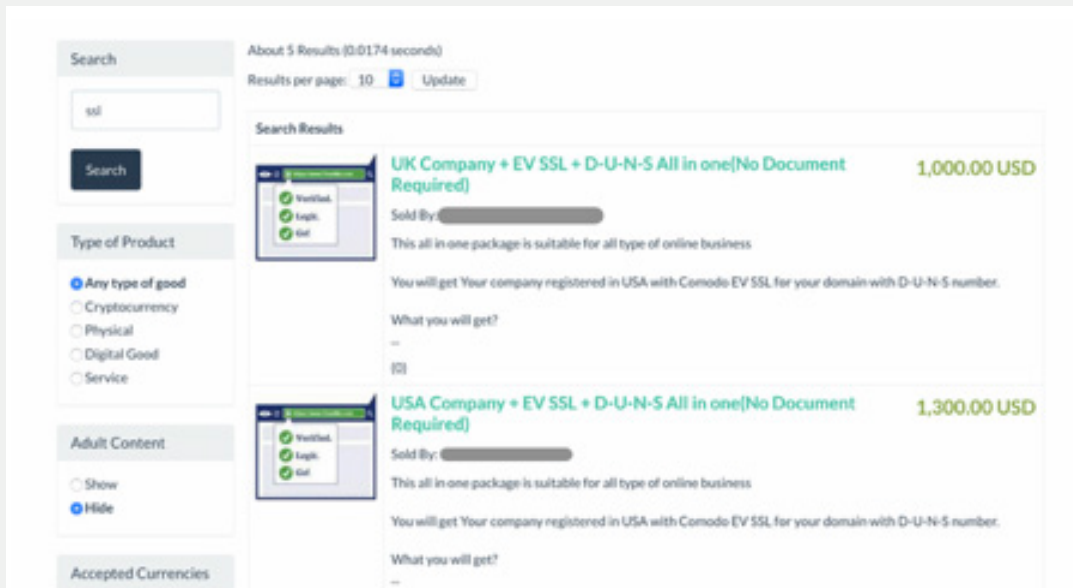 Search
ssl
Search
Type of Product
Any type of good
Cryptocurrency
Physical
Digital Good
Service
Adult Content
Show
Hide
Accepted Currencies
About 5 Results (0.0174 seconds)
Results per page: 10 Update
Search Results
UK Company + EV SSL + D-U-N-S All in one(No Document
Required)
1,000.00 USD
Sold By:
This all in one package is suitable for all type of online business
You will get Your company registered in USA with Comodo EV SSL for your domain with D-U-N-S number.
What you will get?
...
(0)
Verified.
Legit.
USA Company + EV SSL + D-U-N-S All in one(No Document
Required)
1,300.00 USD
Sold By:
This all in one package is suitable for all type of online business
You will get Your company registered in USA with Comodo EV SSL for your domain with D-U-N-S number.
What you will get?
...
Verified.
Legit.